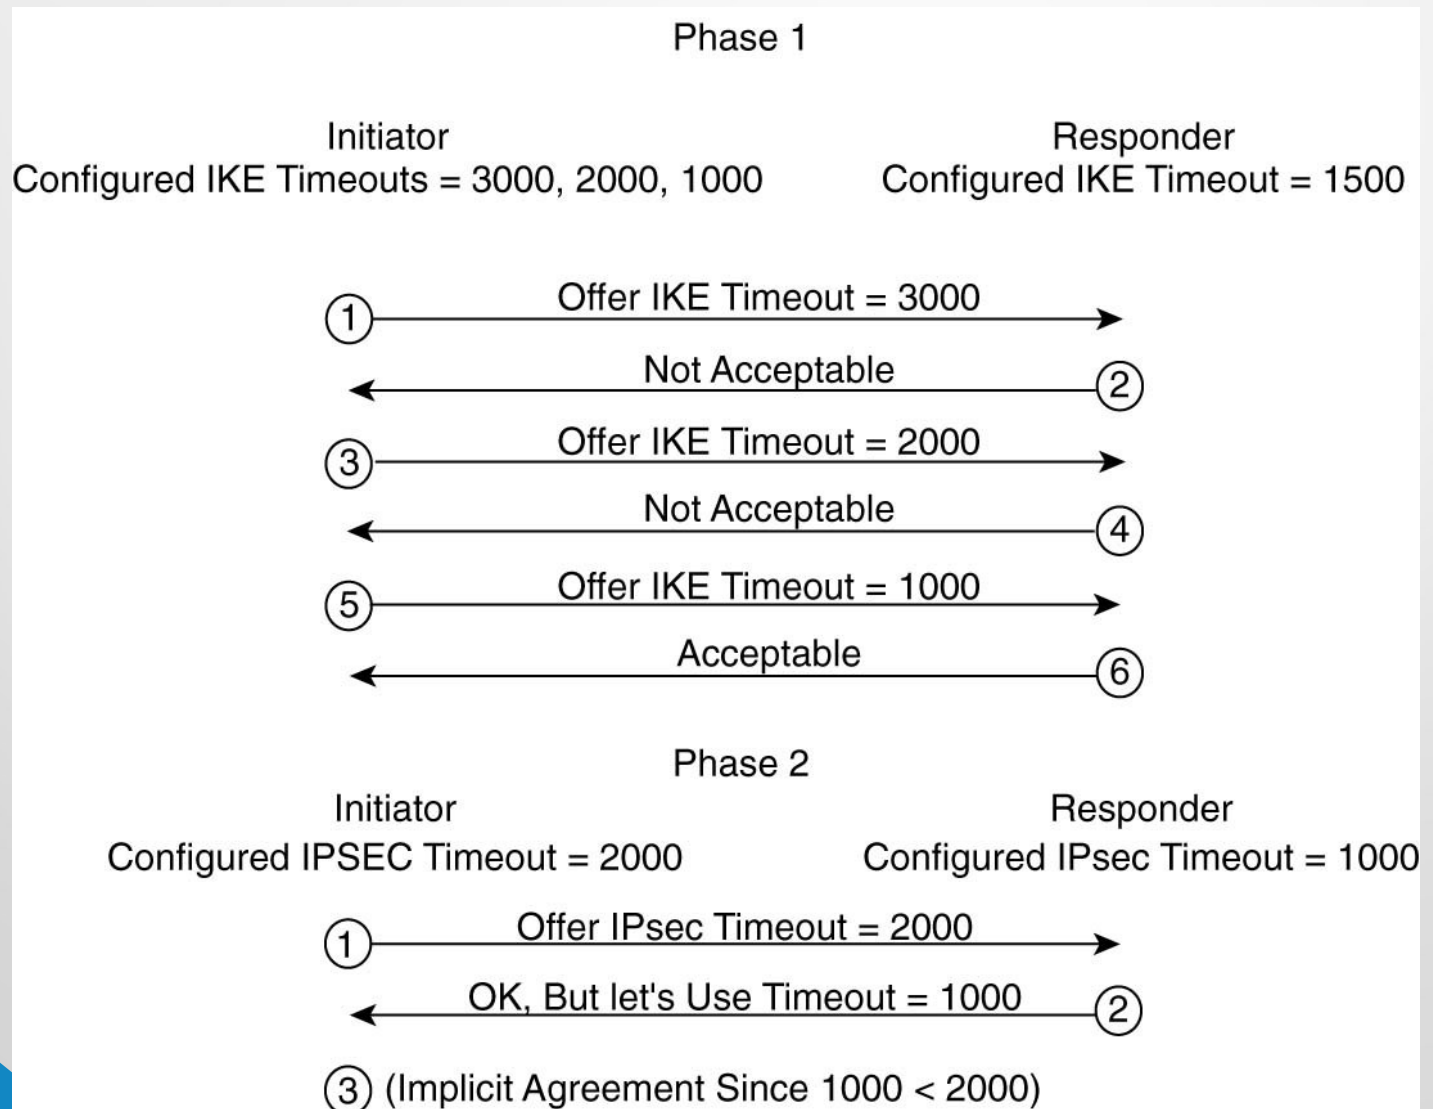 Phase 1
Initiator
Responder
Configured IKE Timeouts = 3000, 2000, 1000
Configured IKE Timeout = 1500
1 Offer IKE Timeout = 3000
Not Acceptable 2
3 Offer IKE Timeout = 2000
Not Acceptable 4
5 Offer IKE Timeout = 1000
Acceptable 6
Phase 2
Initiator
Responder
Configured IPSEC Timeout = 2000
Configured IPsec Timeout = 1000
1 Offer IPsec Timeout = 2000
OK, But let's Use Timeout = 1000 2
3 (Implicit Agreement Since 1000 < 2000)